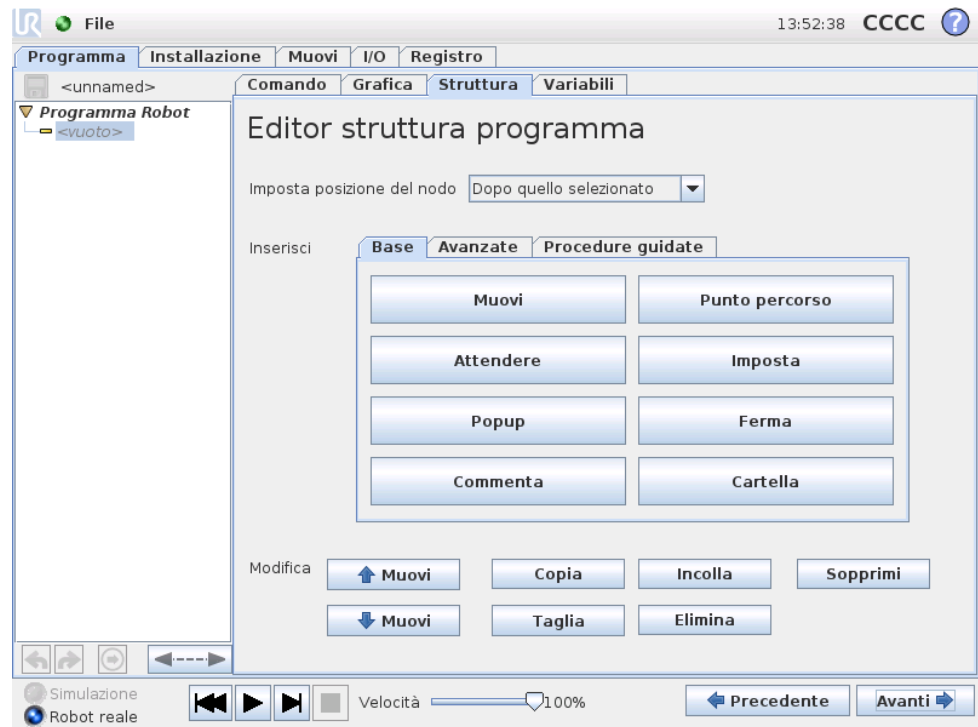 UR File 13:52:38 CCCC ?
Programma Installazione Muovi I/O Registro
<unnamed>
Comando Grafica Struttura Variabili
Programma Robot
<vuoto>
Editor struttura programma
Imposta posizione del nodo Dopo quello selezionato
Inserisci
Base Avanzate Procedure guidate
Muovi Punto percorso
Attendere Imposta
Popup Ferma
Commenta Cartella
Modifica
Muovi Copia Incolla Sopprimi
Muovi Taglia Elimina
Simulazione
Robot reale
Velocità 100%
Precedente Avanti